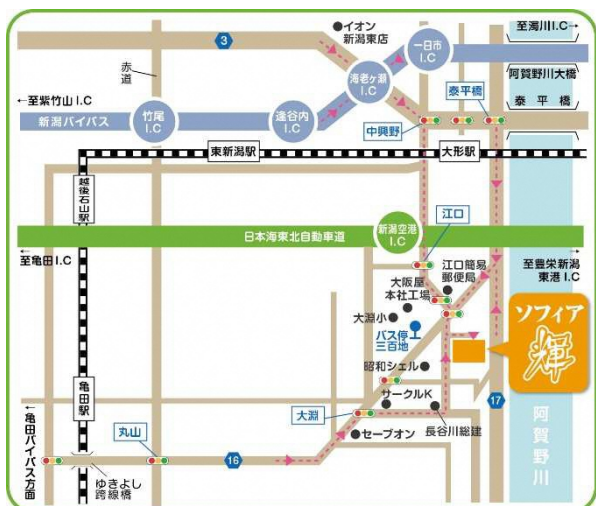 イオン
新潟東店
3
一日市
I.C
至濁川I.C
赤道
海老ヶ瀬
I.C
阿賀野川大橋
泰平橋
泰平橋
←至紫竹山I.C
新潟バイパス
竹尾
I.C
逢谷内
I.C
中興野
東新潟駅
大形駅
越後石山駅
日本海東北自動車道
新潟空港
I.C
江口
至亀田I.C
至豊栄新潟
東港I.C
江口簡易
郵便局
大阪屋
本社工場
大淵小
バス停
三百地
ソフィア
輝
昭和シェル
サークルK
亀田駅
大淵
長谷川総建
セーブオン
17
阿賀野川
丸山
16
←亀田バイパス方面
ゆきよし
跨線橋